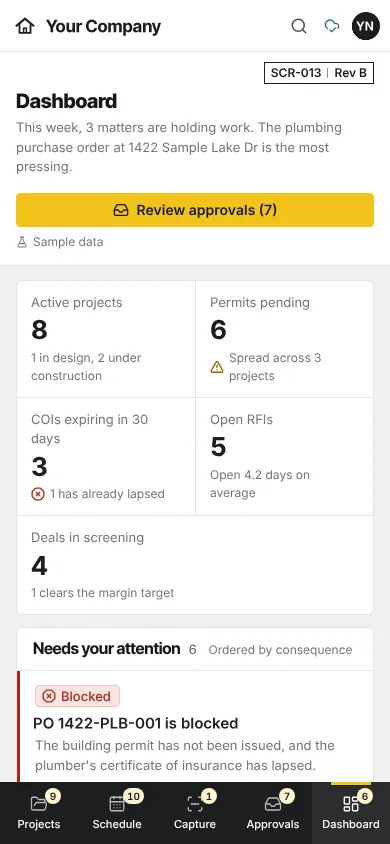 Your Company
YN
SCR-013 | Rev B
Dashboard
This week, 3 matters are holding work. The plumbing
purchase order at 1422 Sample Lake Dr is the most
pressing.
Review approvals (7)
Sample data
Active projects
8
1 in design, 2 under
construction
Permits pending
6
Spread across 3
projects
COIs expiring in 30
days
3
1 has already lapsed
Open RFIs
5
Open 4.2 days on
average
Deals in screening
4
1 clears the margin target
Needs your attention 6 Ordered by consequence
Blocked
PO 1422-PLB-001 is blocked
The building permit has not been issued, and the
plumber's certificate of insurance has lapsed.
9 10 1 7 6
Projects Schedule Capture Approvals Dashboard